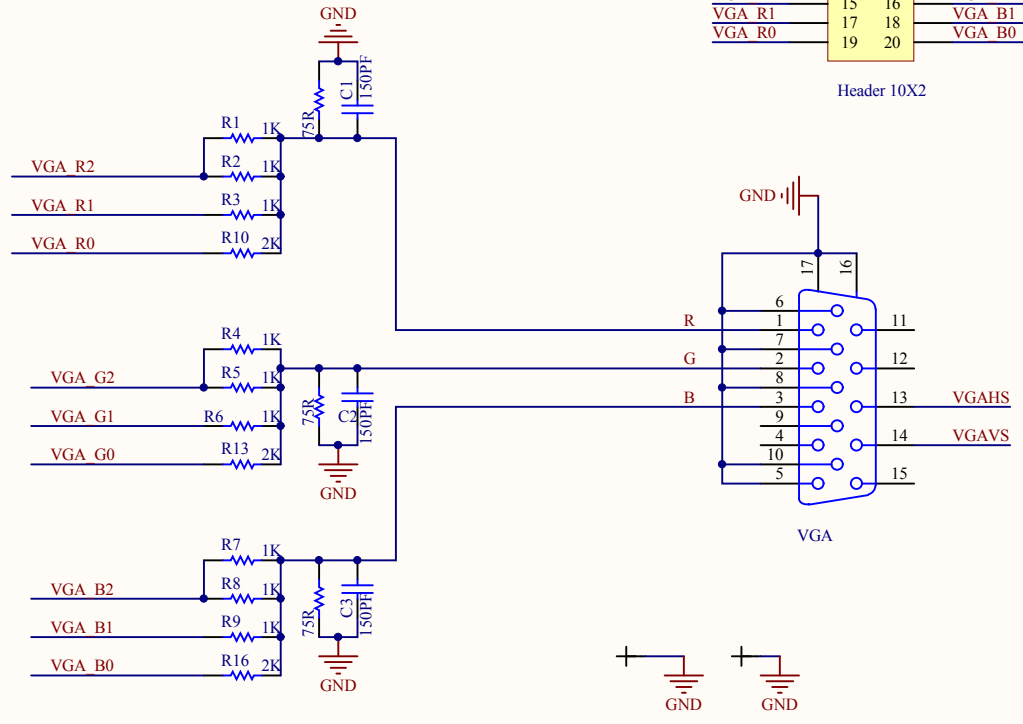 GND
15 16
VGA_R1 17 18 VGA_B1
VGA_R0 19 20 VGA_B0
Header 10X2
75R
C1
150PF
R1 1K
VGA_R2 R2 1K
VGA_R1 R3 1K
VGA_R0 R10 2K
GND
17
16
6
R 1 11
7
G 2 12
8
B 3 13 VGAHS
9
4 14 VGAVS
10
5 15
VGA
R4 1K
VGA_G2 R5 1K
VGA_G1 R6 1K
VGA_G0 R13 2K
75R
C2
150PF
GND
R7 1K
VGA_B2 R8 1K
VGA_B1 R9 1K
VGA_B0 R16 2K
75R
C3
150PF
GND
GND
GND